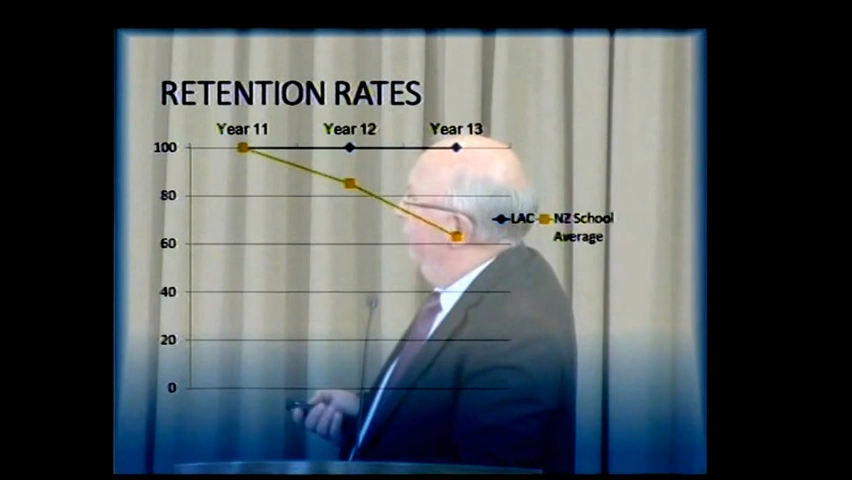 RETENTION RATES
Year 11 Year 12 Year 13
100
80
60
40
20
0
LAC NZ School
Average